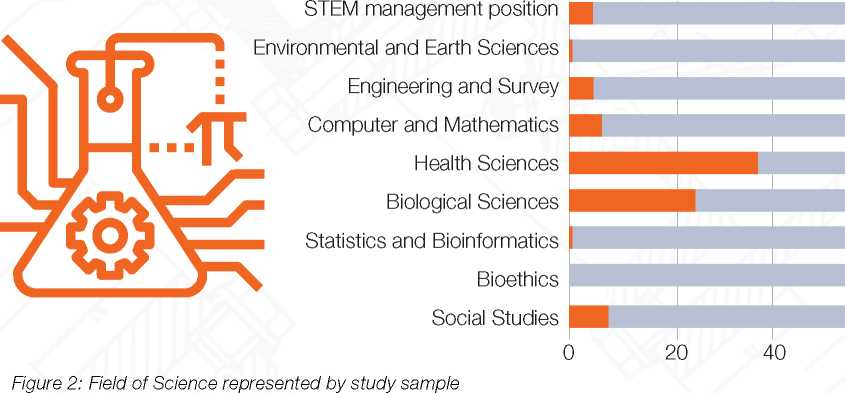 STEM management position
Environmental and Earth Sciences
Engineering and Survey
Computer and Mathematics
Health Sciences
Biological Sciences
Statistics and Bioinformatics
Bioethics
Social Studies
0 20 40
Figure 2: Field of Science represented by study sample